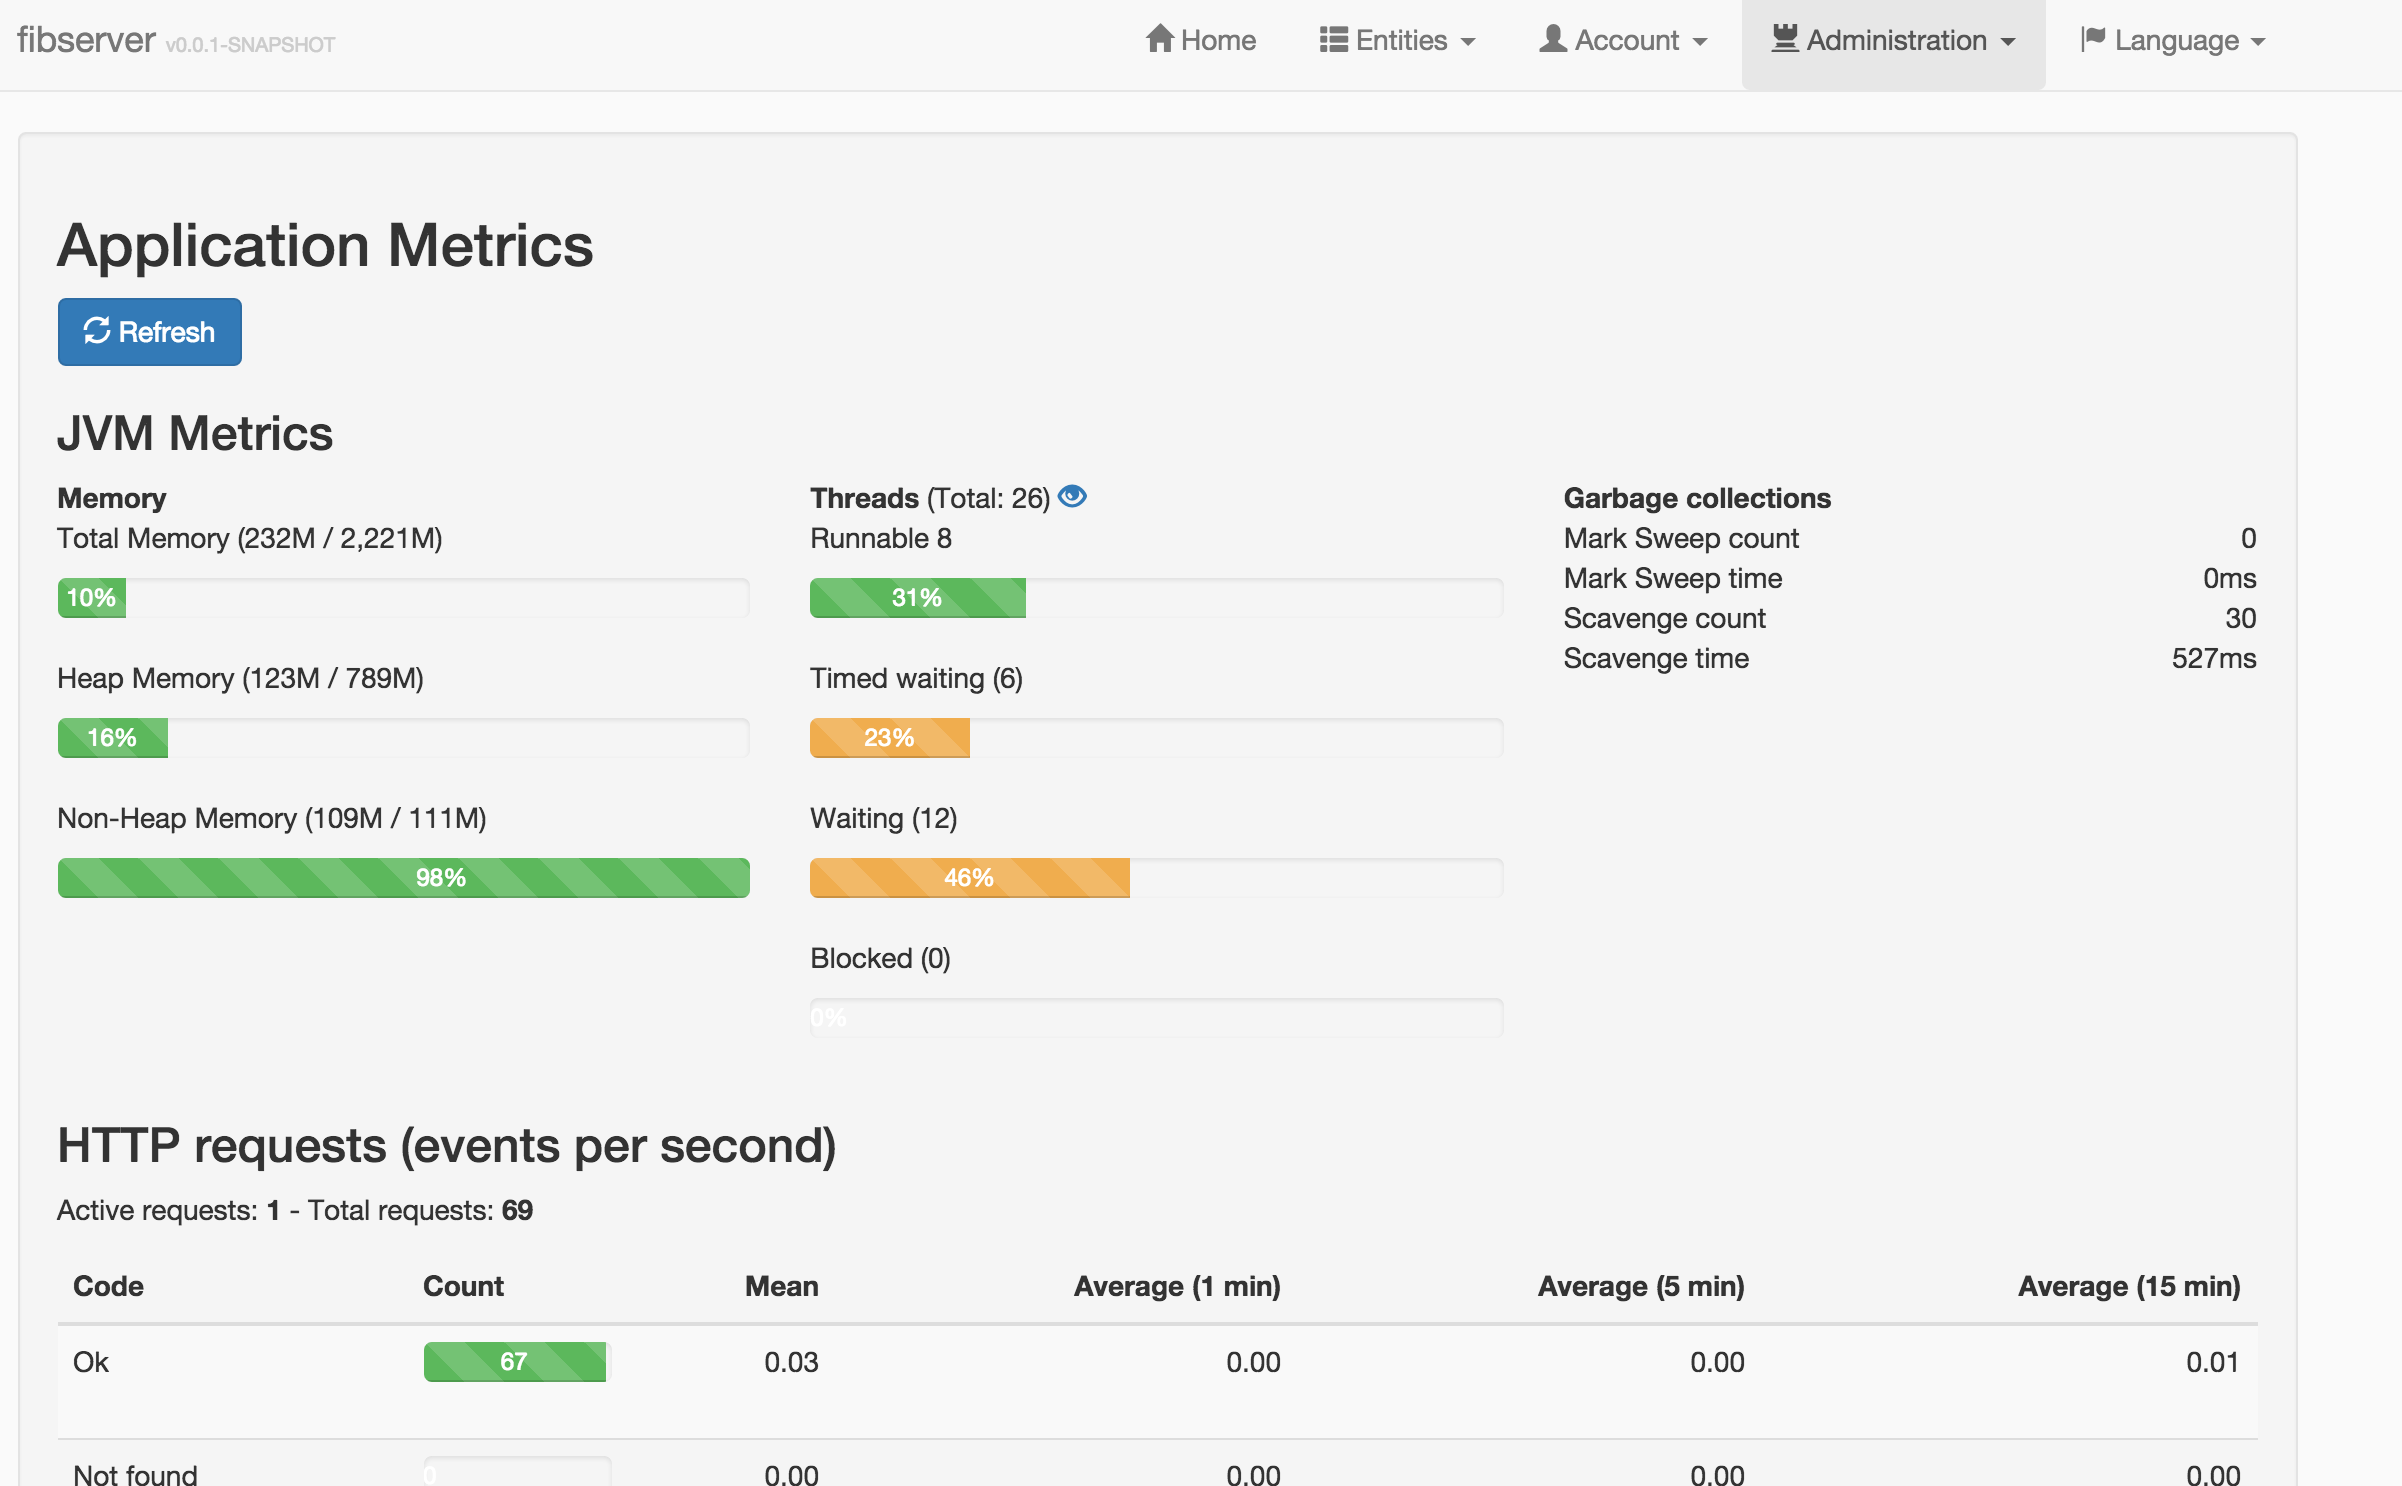 fibserver v0.0.1-SNAPSHOT Home Entities Account Administration Language
Application Metrics
Refresh
JVM Metrics
Memory
Total Memory (232M / 2,221M)
10%
Heap Memory (123M / 789M)
16%
Non-Heap Memory (109M / 111M)
98%
Threads (Total: 26)
Runnable 8
31%
Timed waiting (6)
23%
Waiting (12)
46%
Blocked (0)
0%
Garbage collections
Mark Sweep count 0
Mark Sweep time 0ms
Scavenge count 30
Scavenge time 527ms
HTTP requests (events per second)
Active requests: 1 - Total requests: 69
Code Count Mean Average (1 min) Average (5 min) Average (15 min)
Ok 67 0.03 0.00 0.00 0.01
Not found 0 0.00 0.00 0.00 0.00